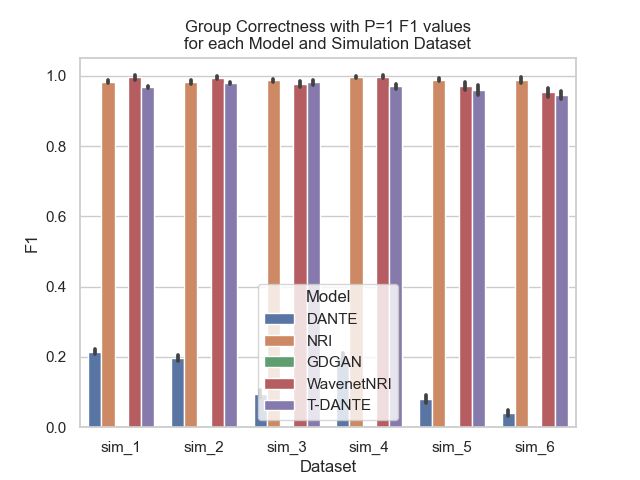 Group Correctness with P=1 F1 values
for each Model and Simulation Dataset
1.0
0.8
0.6
0.4
0.2
0.0
F1
Model
DANTE
NRI
GDGAN
WavenetNRI
T-DANTE
sim_1 sim_2 sim_3 sim_4 sim_5 sim_6
Dataset